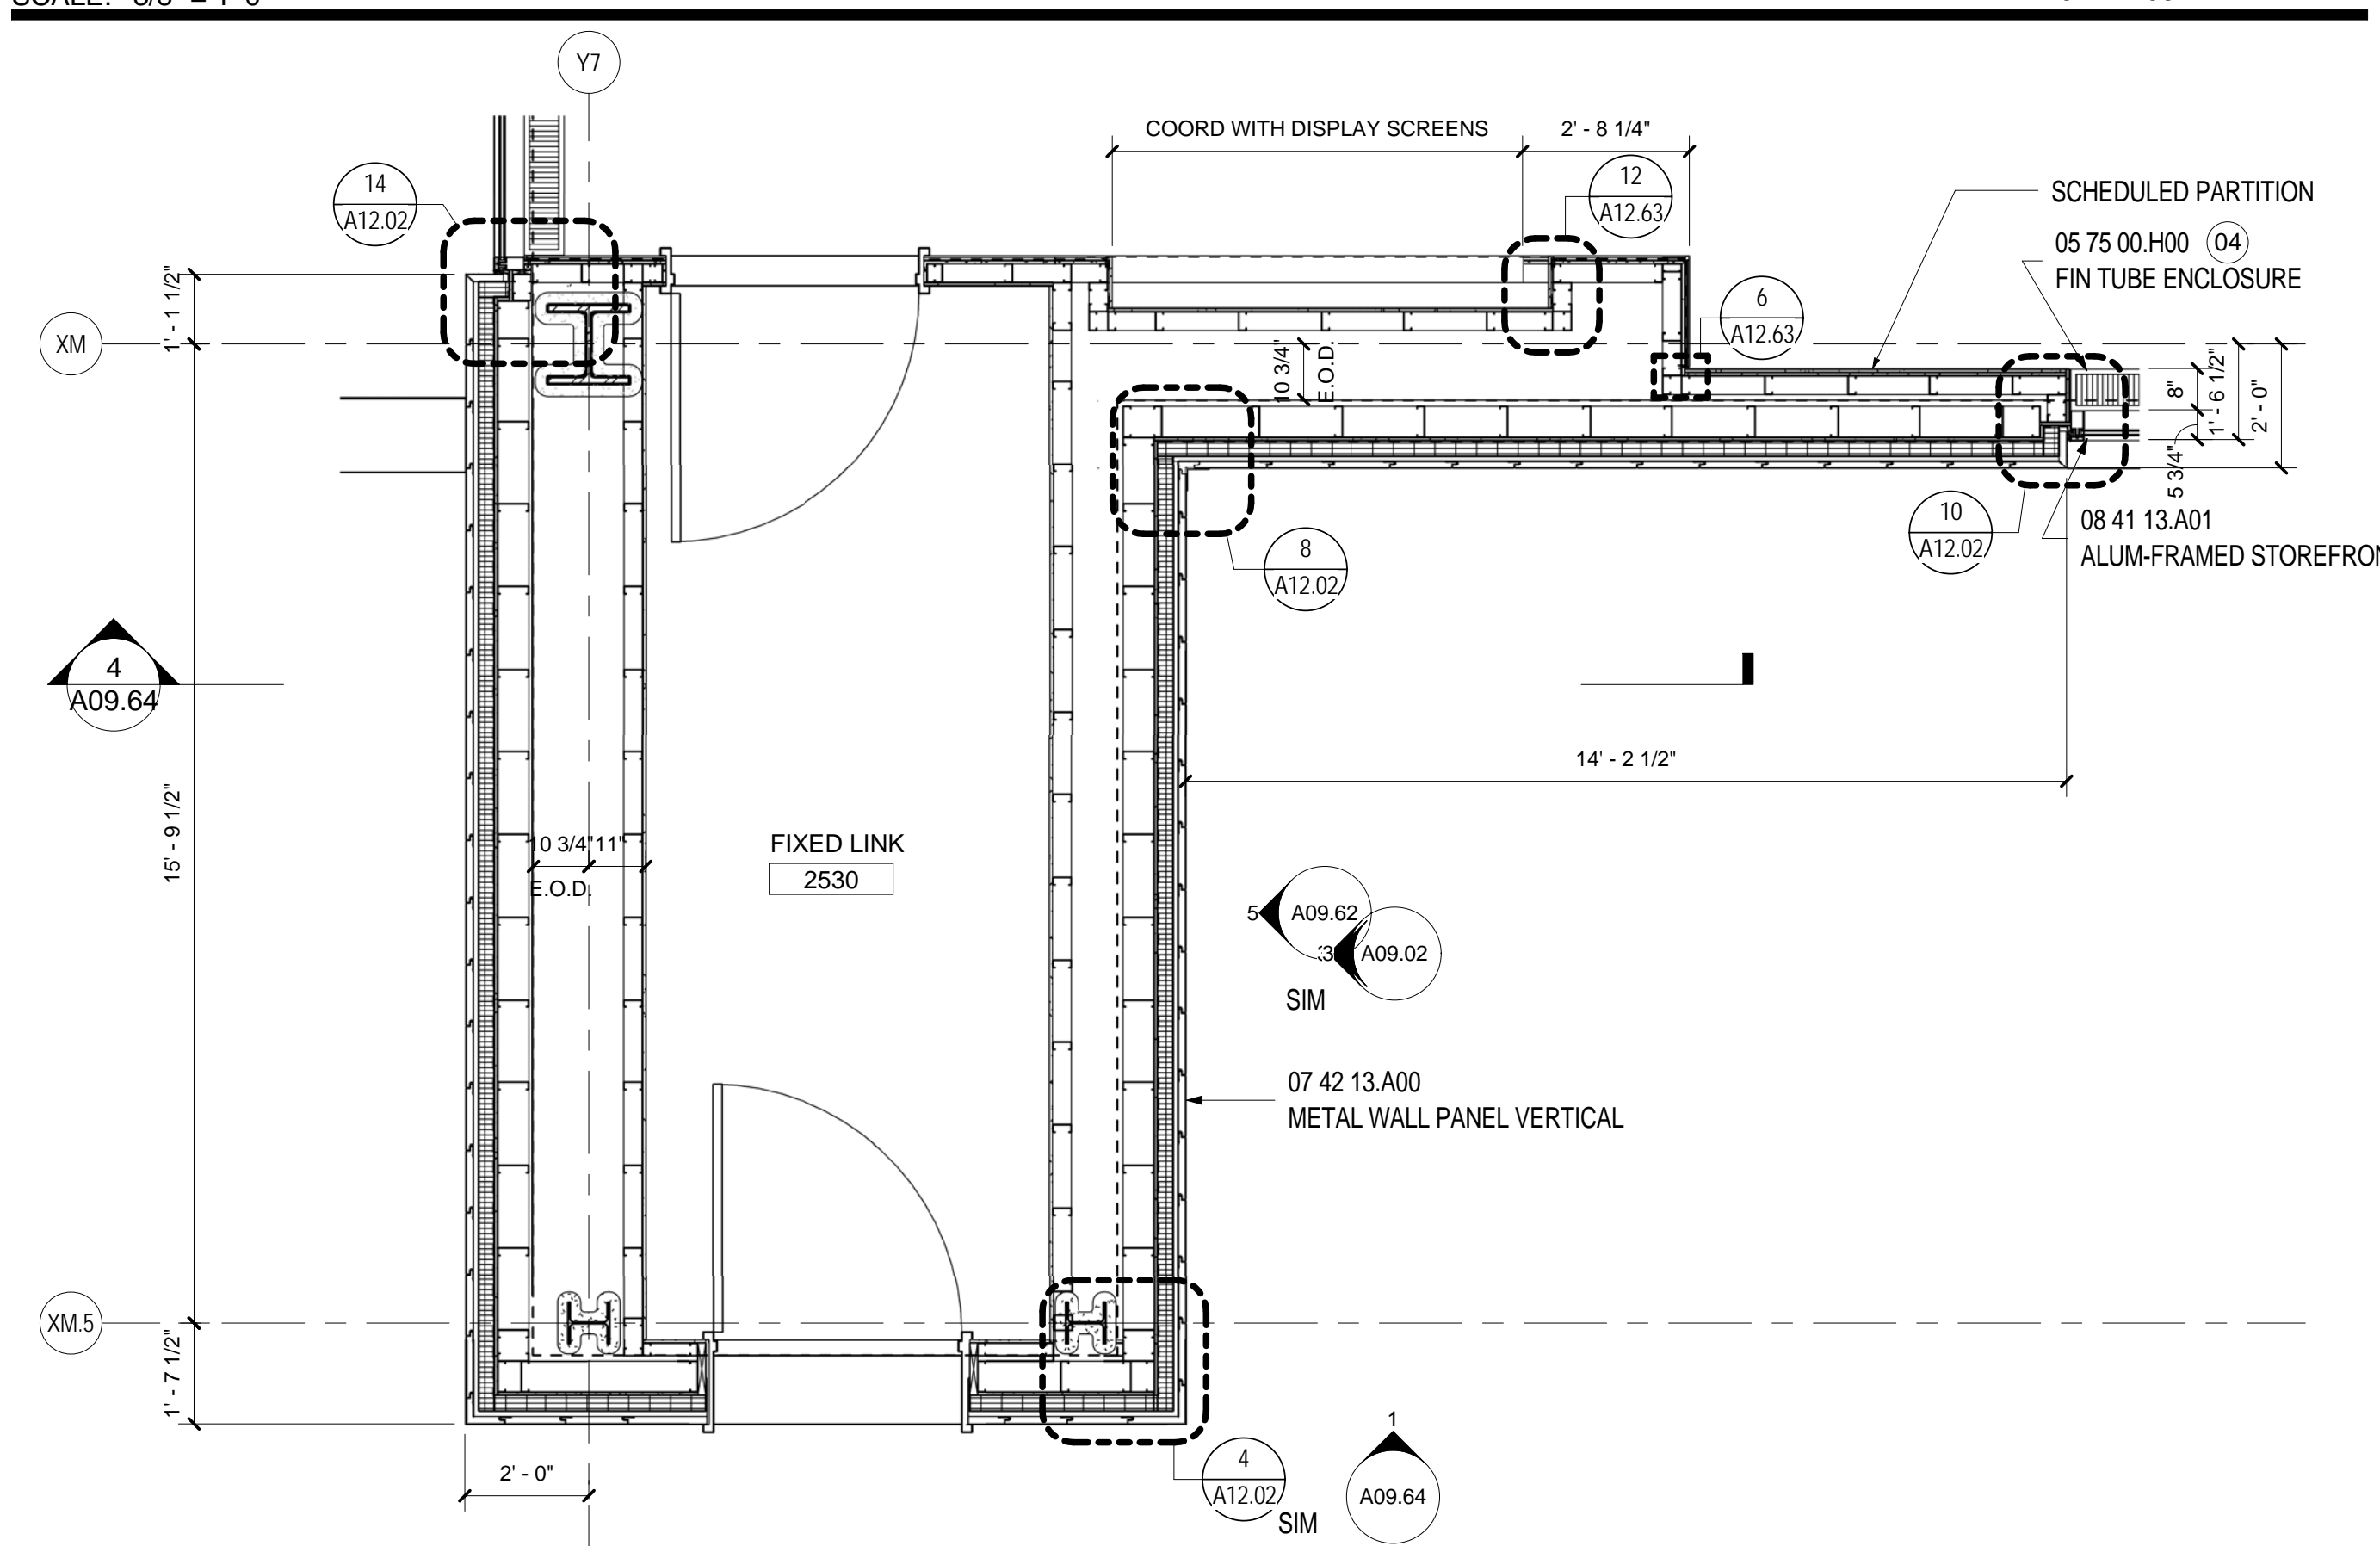 Y7
COORD WITH DISPLAY SCREENS
2' - 8 1/4"
14
A12.02
12
A12.63
SCHEDULED PARTITION
05 75 00.H00 04
FIN TUBE ENCLOSURE
1' - 1 1/2"
XM
6
A12.63
10 3/4"
E.O.D.
8"
1' - 6 1/2"
2' - 0"
5 3/4"
10
A12.02
08 41 13.A01
ALUM-FRAMED STOREFRON
8
A12.02
4
A09.64
14' - 2 1/2"
15' - 9 1/2"
10 3/4" 11"
E.O.D.
FIXED LINK
2530
5 A09.62
3 A09.02
SIM
07 42 13.A00
METAL WALL PANEL VERTICAL
XM.5
1' - 7 1/2"
2' - 0"
4
A12.02
SIM
1
A09.64